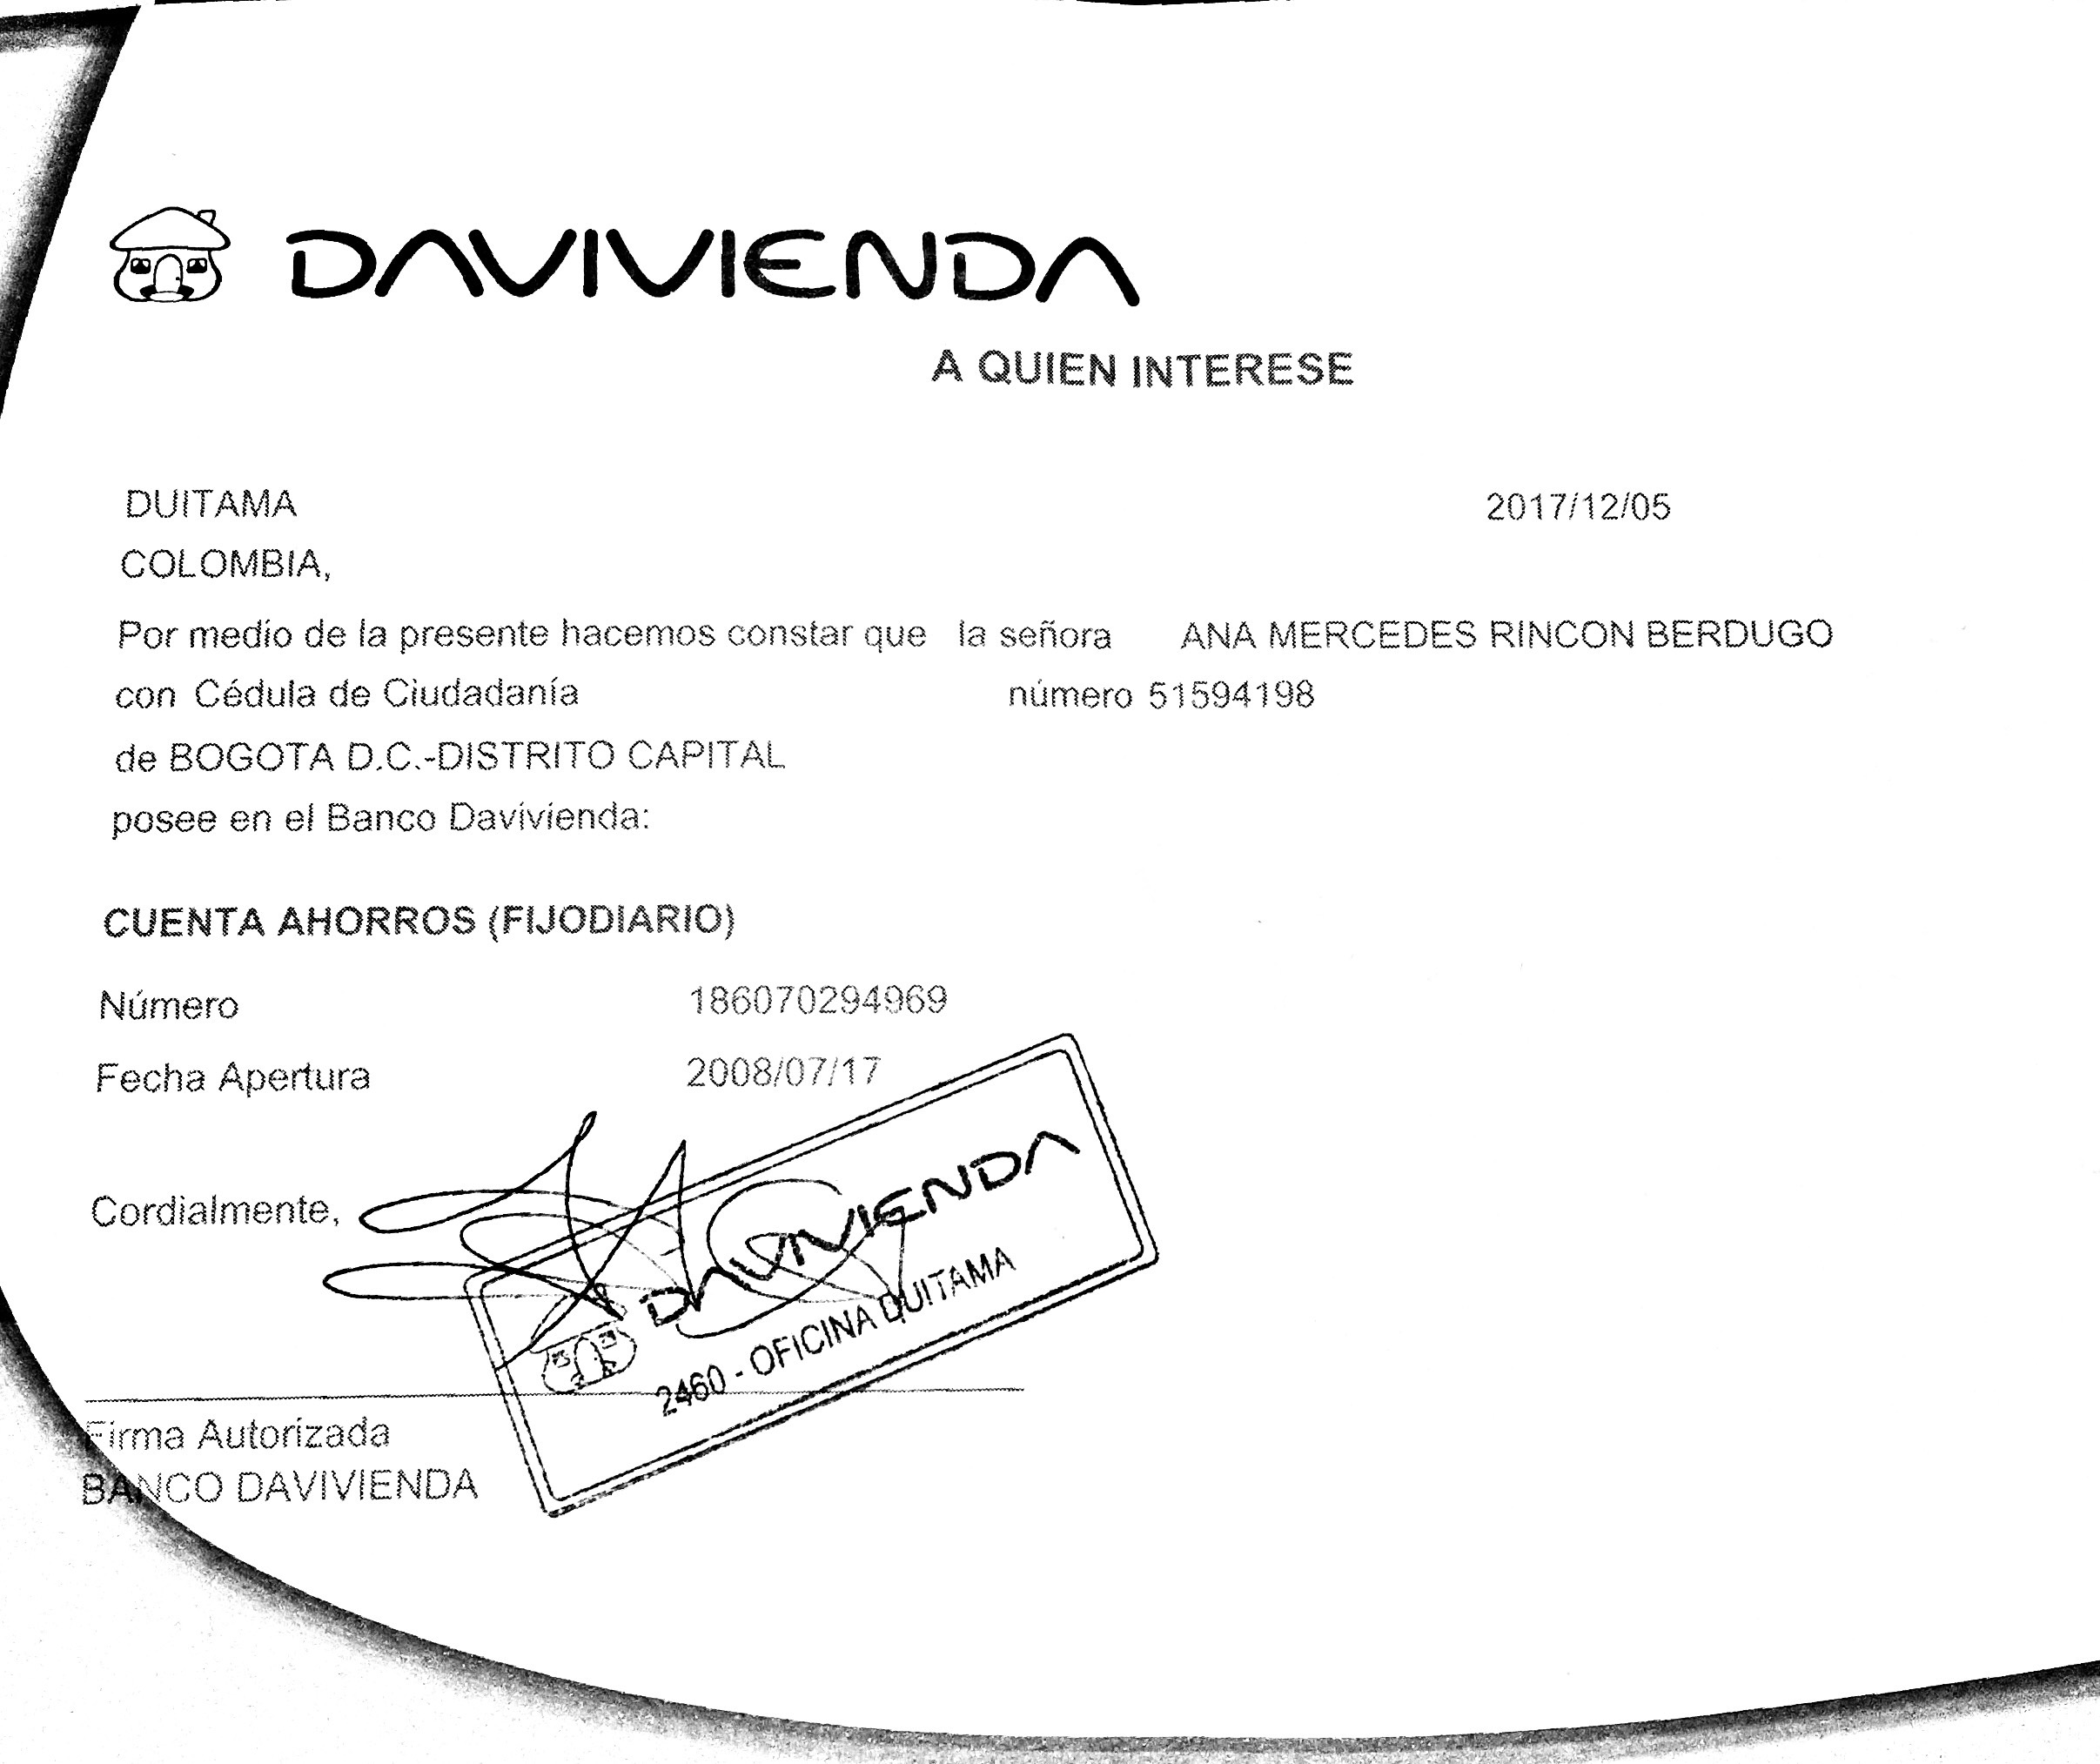 DAVIVIENDA
A QUIEN INTERESE
DUITAMA 2017/12/05
COLOMBIA,
Por medio de la presente hacemos constar que la señora ANA MERCEDES RINCON BERDUGO
con Cédula de Ciudadanía número 51594198
de BOGOTA D.C.-DISTRITO CAPITAL
posee en el Banco Davivienda:
CUENTA AHORROS (FIJODIARIO)
Número 186070294969
Fecha Apertura 2008/07/17
Cordialmente,
DAVIVIENDA
2460 - OFICINA DUITAMA
Firma Autorizada
BANCO DAVIVIENDA